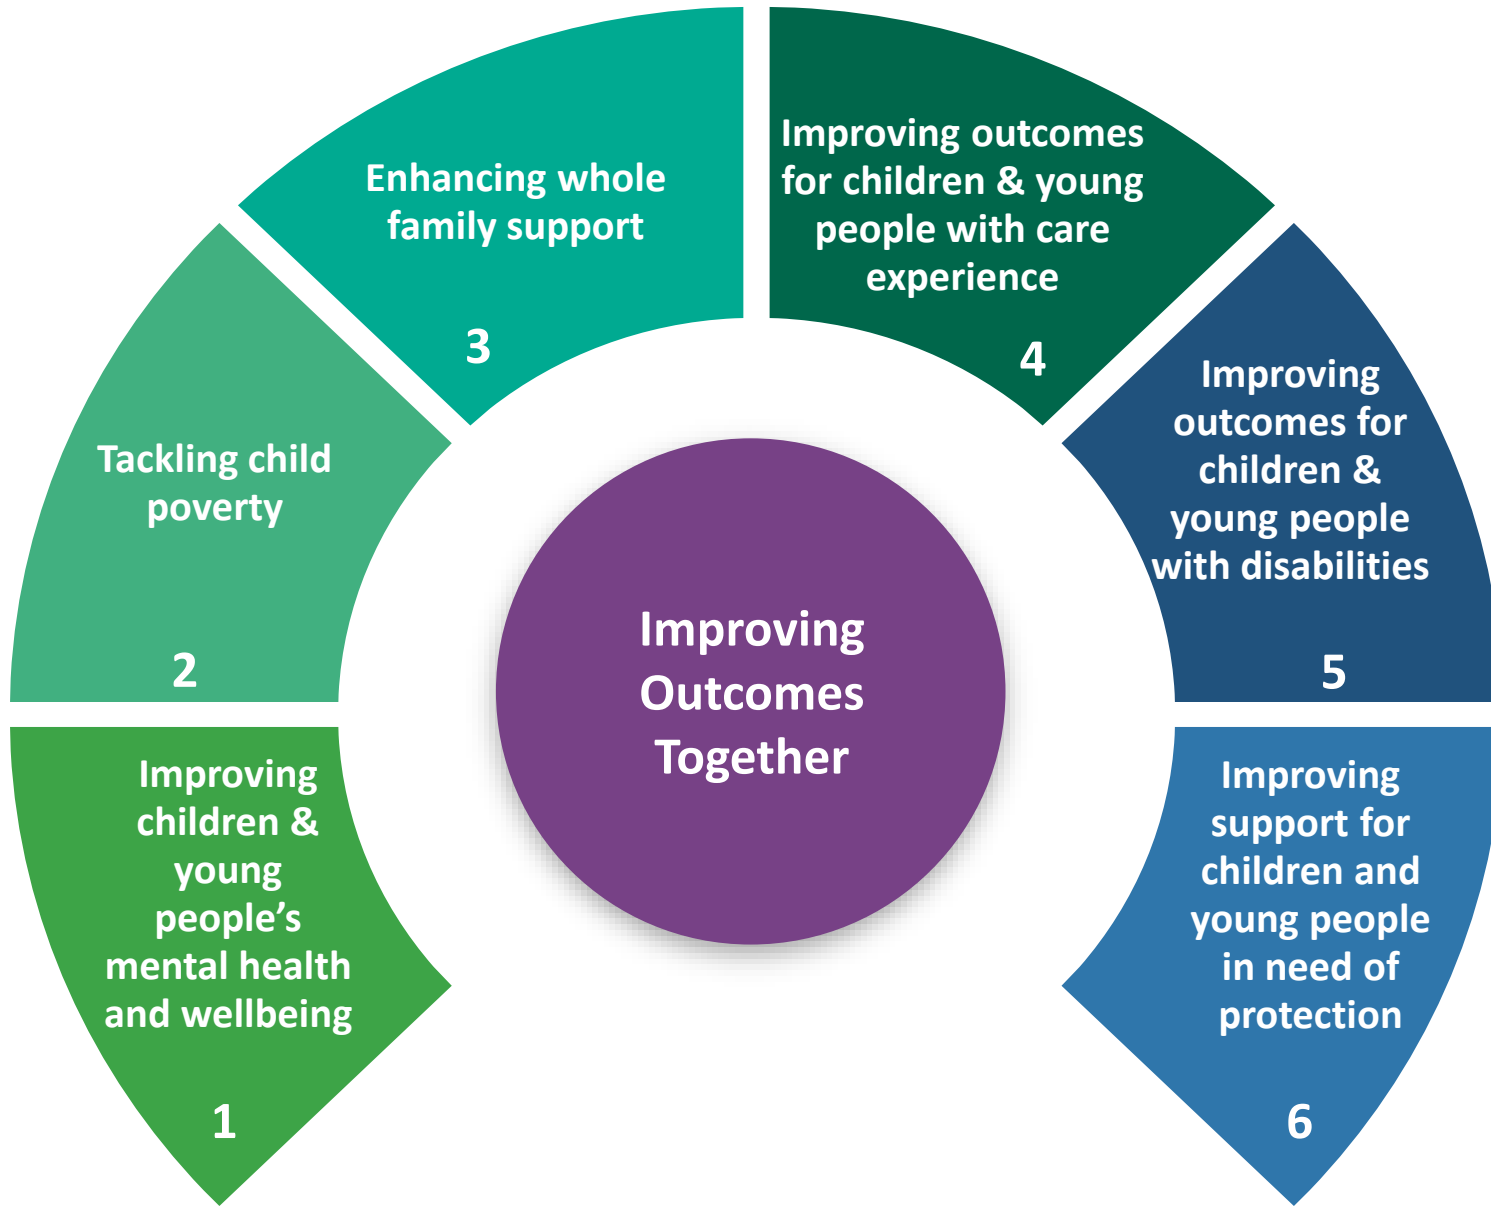 Improving
children &
young
people’s
mental health
and wellbeing
1
Tackling child
poverty
2
Enhancing whole
family support
3
Improving outcomes
for children & young
people with care
experience
4
Improving
outcomes for
children &
young people
with disabilities
5
Improving
support for
children and
young people
in need of
protection
6
Improving
Outcomes
Together